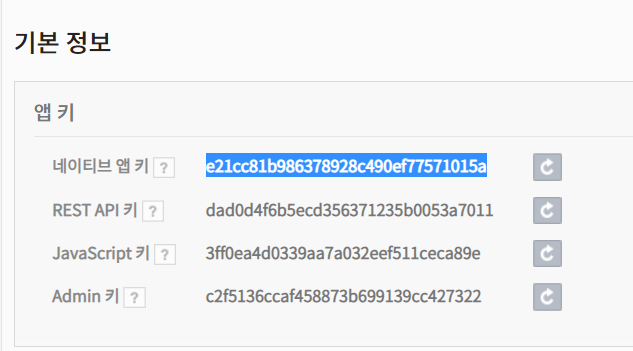 기본 정보
앱 키
네이티브 앱 키 ? e21cc81b986378928c490ef77571015a
REST API 키 ? dad0d4f6b5ecd356371235b0053a7011
JavaScript 키 ? 3ff0ea4d0339aa7a032eef511ceca89e
Admin 키 ? c2f5136ccaf458873b699139cc427322